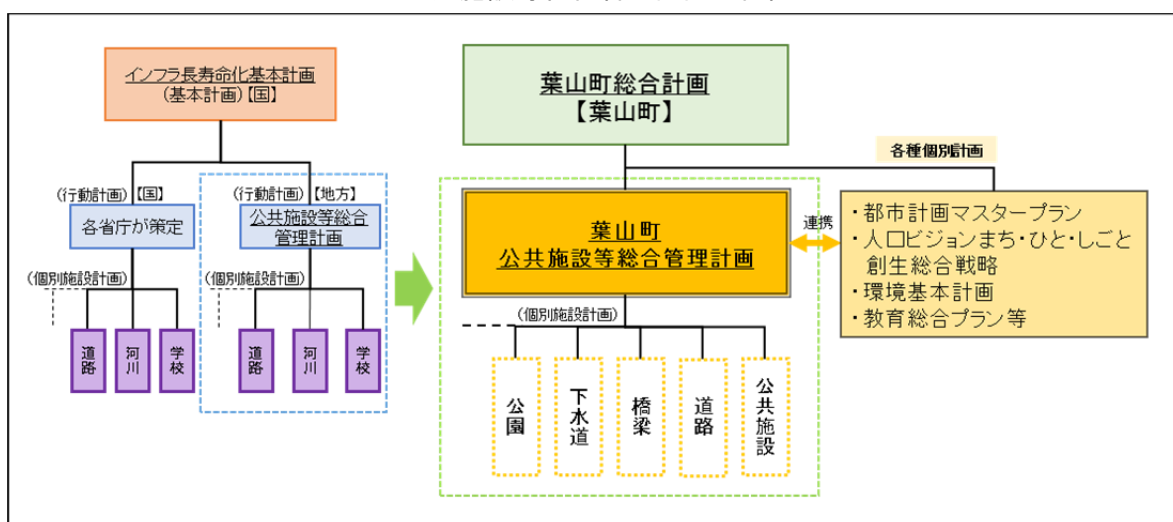 インフラ長寿命化基本計画
(基本計画)【国】
(行動計画)【国】
各省庁が策定
(個別施設計画)
道路
河川
学校
(行動計画)【地方】
公共施設等総合
管理計画
(個別施設計画)
道路
河川
学校
葉山町総合計画
【葉山町】
各種個別計画
葉山町
公共施設等総合管理計画
連携
・都市計画マスタープラン
・人口ビジョンまち・ひと・しごと
創生総合戦略
・環境基本計画
・教育総合プラン等
(個別施設計画)
公園
下水道
橋梁
道路
公共施設